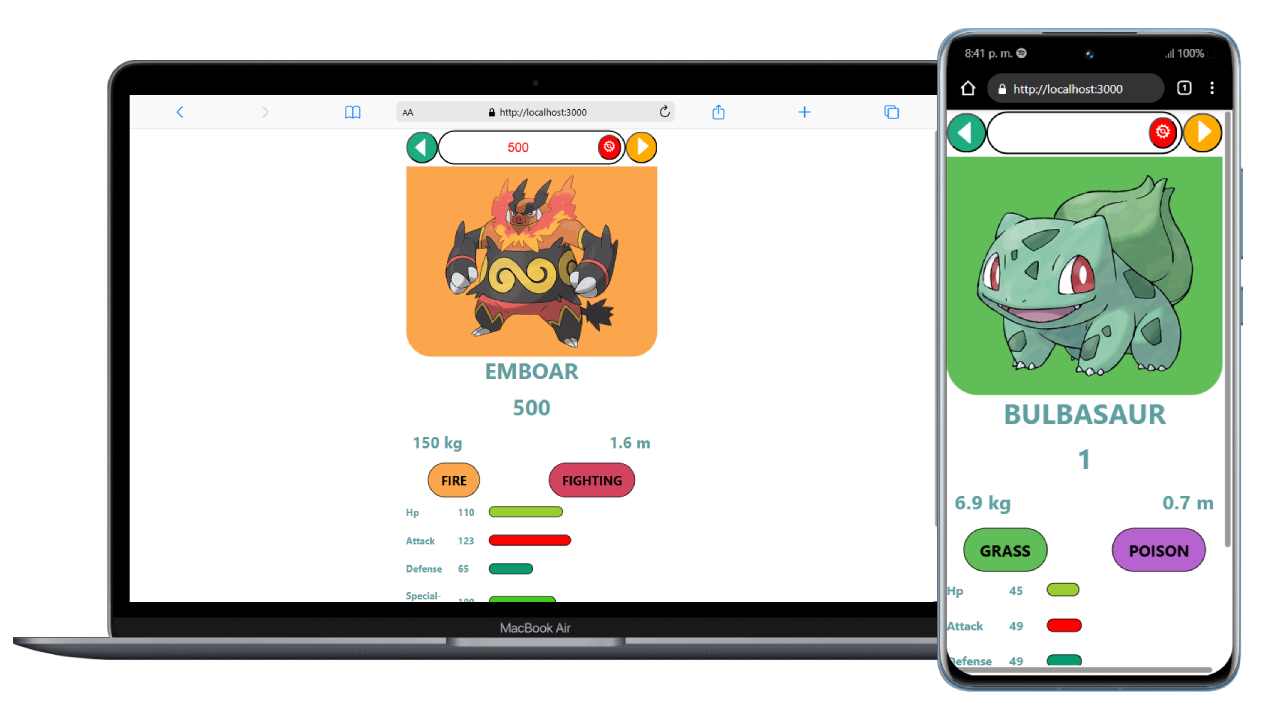 AA http://localhost:3000
500
EMBOAR
500
150 kg 1.6 m
FIRE FIGHTING
Hp 110
Attack 123
Defense 65
Special-
100
MacBook Air
8:41 p. m. 100%
http://localhost:3000 1
BULBASAUR
1
6.9 kg 0.7 m
GRASS POISON
Hp 45
Attack 49
Defense 49